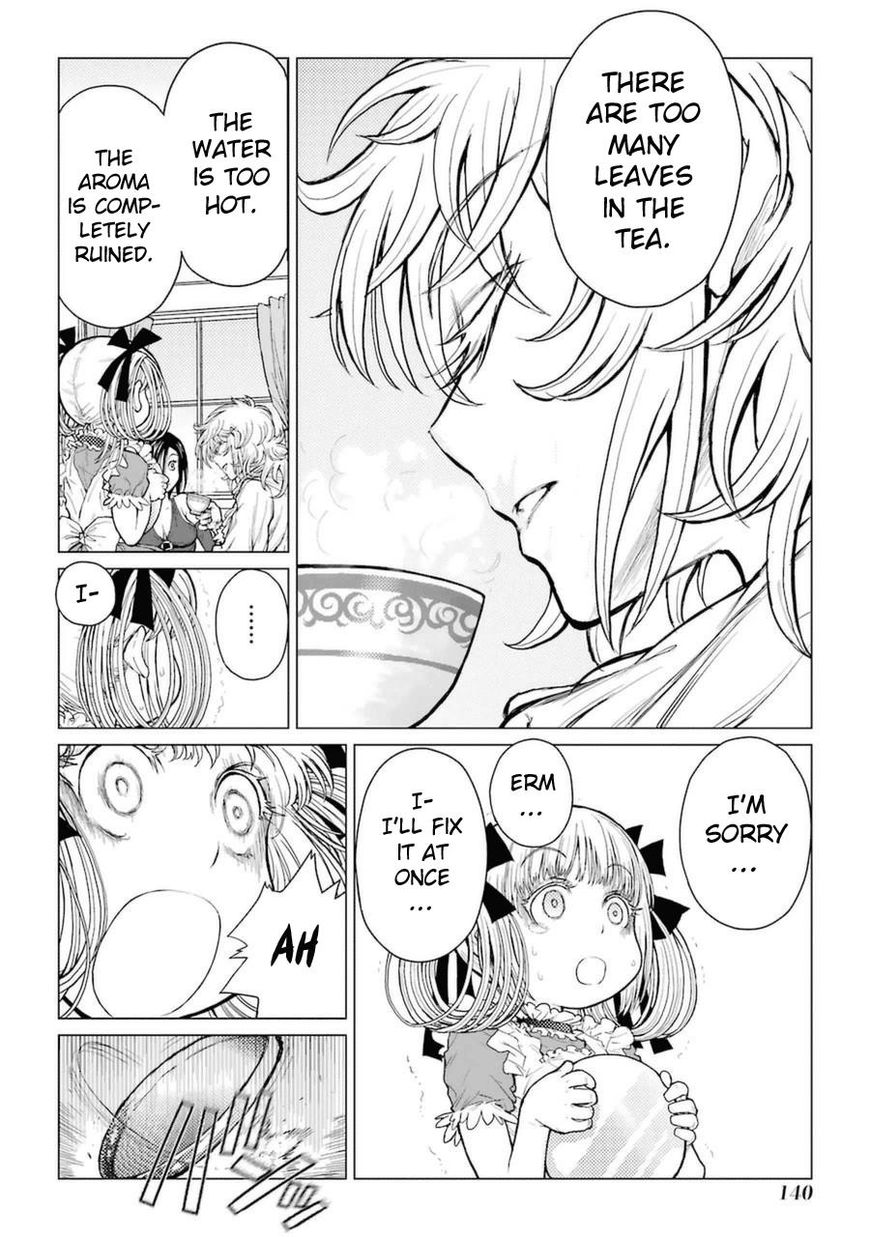 THERE
ARE TOO
MANY
LEAVES
IN THE
TEA.
THE
WATER
IS TOO
HOT.
THE
AROMA
IS COMP-
LETELY
RUINED.
......
I-
I'M
SORRY
...
ERM
...
I-
I'LL FIX
IT AT
ONCE
...
AH
140